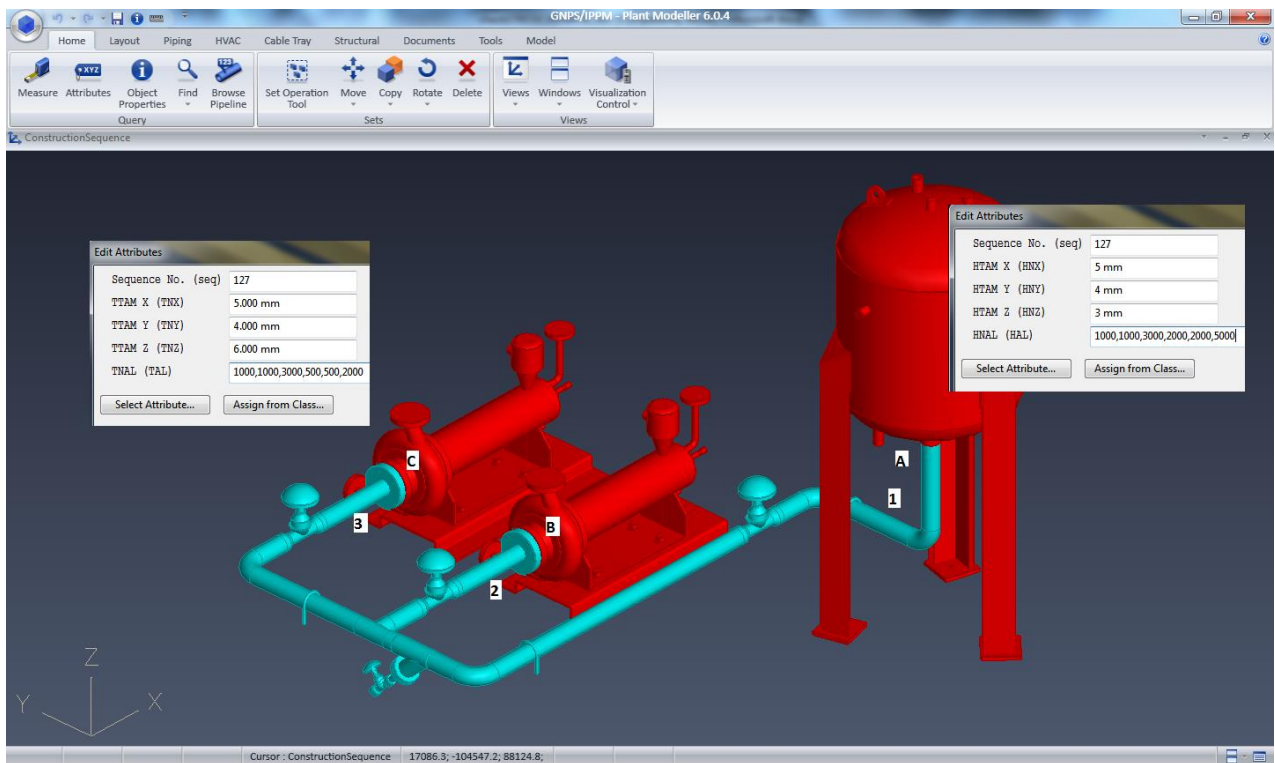 GNPS/IPPM - Plant Modeller 6.0.4
Home Layout Piping HVAC Cable Tray Structural Documents Tools Model
Measure Attributes Object Properties Find Browse Pipeline Set Operation Tool Move Copy Rotate Delete Views Windows Visualization Control
XYZ 123
Query Sets Views
ConstructionSequence
Edit Attributes
Sequence No. (seq) 127
TTAM X (TNX) 5.000 mm
TTAM Y (TNY) 4.000 mm
TTAM Z (TNZ) 6.000 mm
TNAL (TAL) 1000,1000,3000,500,500,2000
Select Attribute... Assign from Class...
Edit Attributes
Sequence No. (seq) 127
HTAM X (HNX) 5 mm
HTAM Y (HNY) 4 mm
HTAM Z (HNZ) 3 mm
HNAL (HAL) 1000,1000,3000,2000,2000,5000
Select Attribute... Assign from Class...
C
A
1
3
B
2
Z
Y X
Cursor : ConstructionSequence 17086.3; -104547.2; 88124.8;